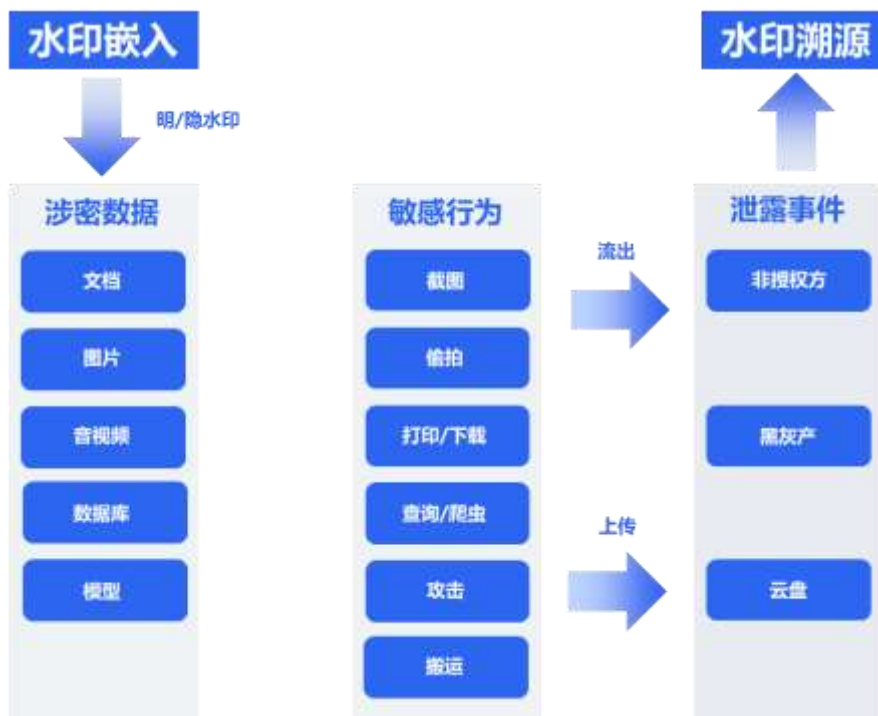 水印嵌入
水印溯源
明/隐水印
涉密数据
文档
图片
音视频
数据库
模型
敏感行为
截图
偷拍
打印/下载
查询/爬虫
攻击
搬运
流出
上传
泄露事件
非授权方
黑灰产
云盘